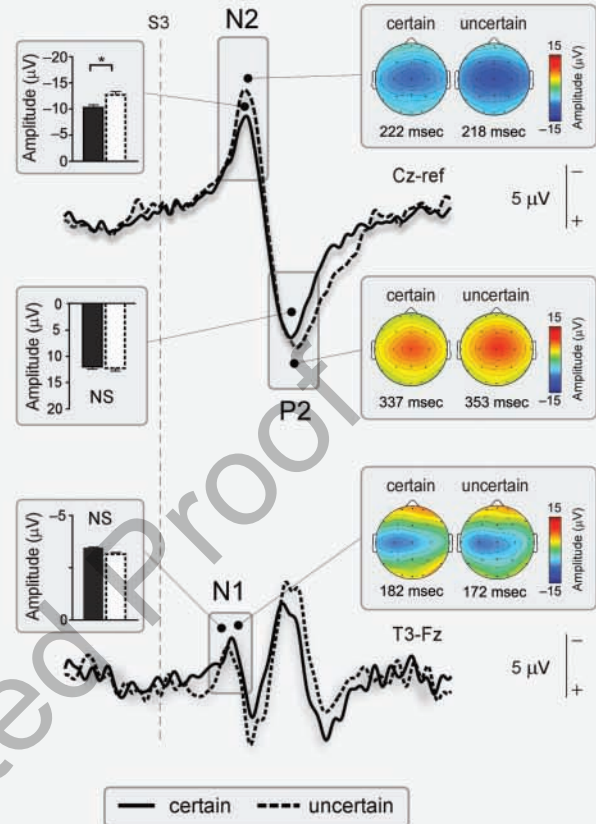 S3
N2
certain
uncertain
−20
−15
−10
−5
0
Amplitude (μV)
*
15
−15
Amplitude (μV)
222 msec
218 msec
Cz-ref
5 μV
−
+
0
5
10
15
20
Amplitude (μV)
NS
certain
uncertain
15
−15
Amplitude (μV)
337 msec
353 msec
P2
−5
0
Amplitude (μV)
NS
certain
uncertain
15
−15
Amplitude (μV)
182 msec
172 msec
N1
T3-Fz
5 μV
−
+
certain
uncertain
ted Proof